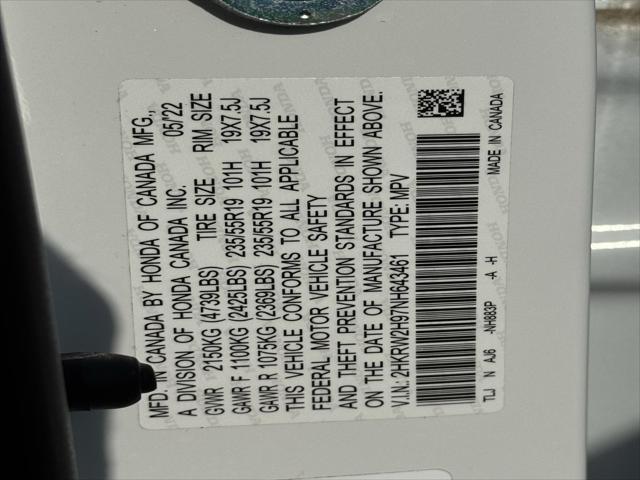 MFD. IN CANADA BY HONDA OF CANADA MFG,
A DIVISION OF HONDA CANADA INC. 05/22
GVWR 2150KG (4739LBS) TIRE SIZE RIM SIZE
GAWR F 1100KG (2425LBS) 235/55R19 101H 19X7.5J
GAWR R 1075KG (2369LBS) 235/55R19 101H 19X7.5J
THIS VEHICLE CONFORMS TO ALL APPLICABLE
FEDERAL MOTOR VEHICLE SAFETY
AND THEFT PREVENTION STANDARDS IN EFFECT
ON THE DATE OF MANUFACTURE SHOWN ABOVE.
V.I.N.: 2HKRW2H97NH643461 TYPE: MPV
TLJ N AJ6 -NH883P -A -H MADE IN CANADA